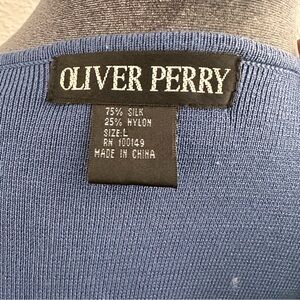 OLIVER PERRY
75% SILK
25% NYLON
SIZE:L
RN 100149
MADE IN CHINA